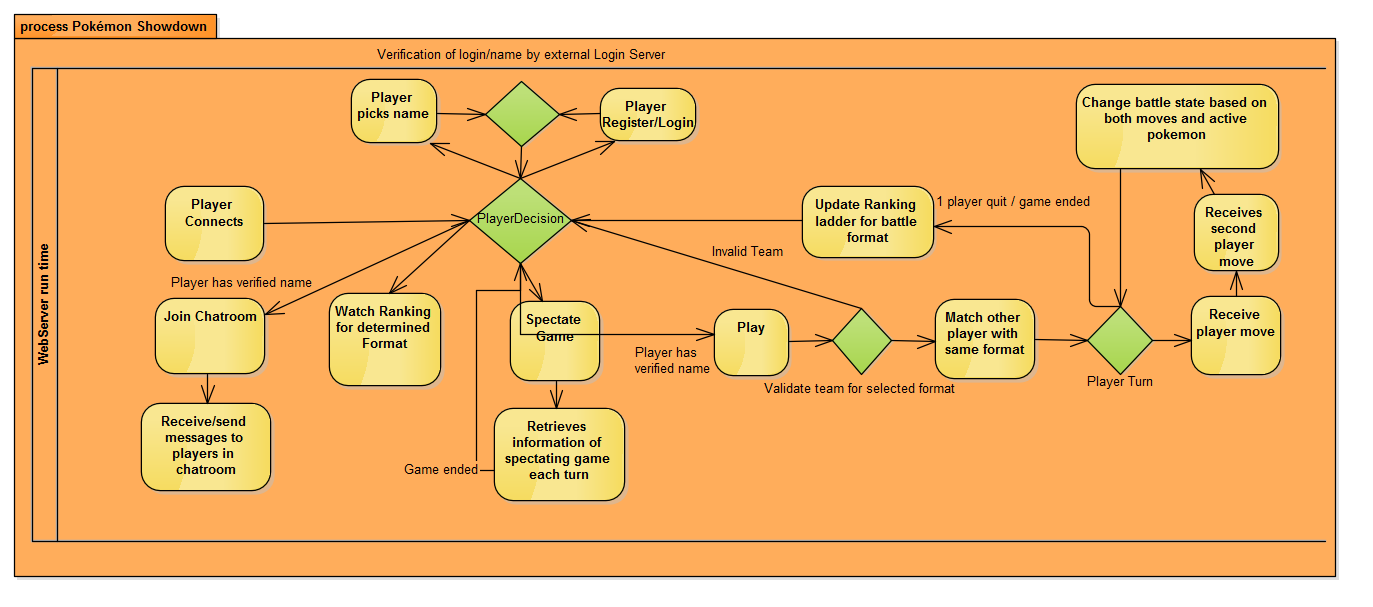 process Pokémon Showdown
Verification of login/name by external Login Server
WebServer run time
Player
picks name
Player
Register/Login
Change battle state based on
both moves and active
pokemon
Player
Connects
PlayerDecision
Update Ranking
ladder for battle
format
1 player quit / game ended
Receives
second
player
move
Invalid Team
Player has verified name
Join Chatroom
Watch Ranking
for determined
Format
Spectate
Game
Player has
verified name
Play
Validate team for selected format
Match other
player with
same format
Player Turn
Receive
player move
Receive/send
messages to
players in
chatroom
Game ended
Retrieves
information of
spectating game
each turn